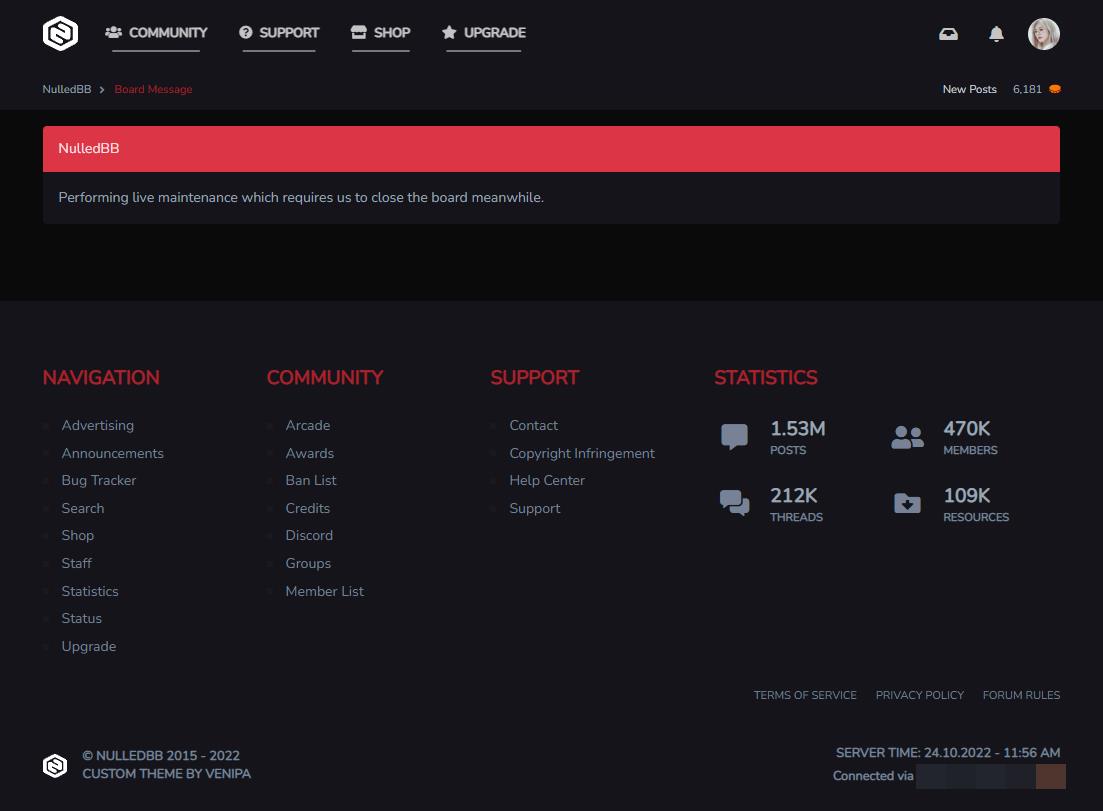 COMMUNITY SUPPORT SHOP UPGRADE
NulledBB > Board Message
New Posts 6,181
NulledBB
Performing live maintenance which requires us to close the board meanwhile.
NAVIGATION
Advertising
Announcements
Bug Tracker
Search
Shop
Staff
Statistics
Status
Upgrade
COMMUNITY
Arcade
Awards
Ban List
Credits
Discord
Groups
Member List
SUPPORT
Contact
Copyright Infringement
Help Center
Support
STATISTICS
1.53M
POSTS
470K
MEMBERS
212K
THREADS
109K
RESOURCES
TERMS OF SERVICE PRIVACY POLICY FORUM RULES
© NULLEDBB 2015 - 2022
CUSTOM THEME BY VENIPA
SERVER TIME: 24.10.2022 - 11:56 AM
Connected via